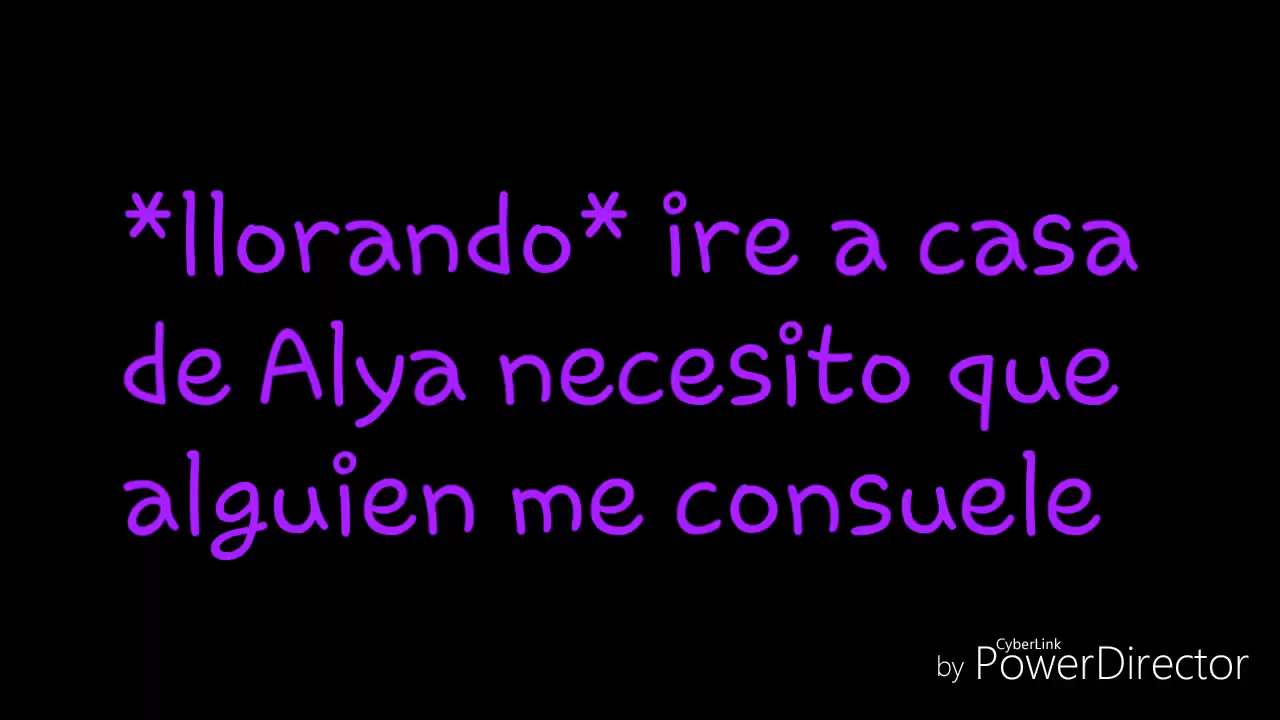 *llorando* ire a casa
de Alya necesito que
alguien me consuele
CyberLink
by PowerDirector